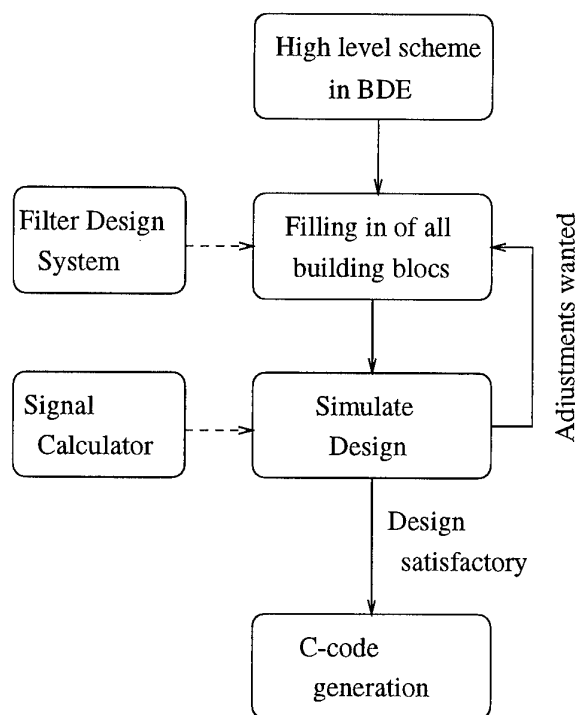 High level scheme
in BDE
Filter Design
System
Filling in of all
building blocs
Adjustments wanted
Signal
Calculator
Simulate
Design
Design
satisfactory
C-code
generation